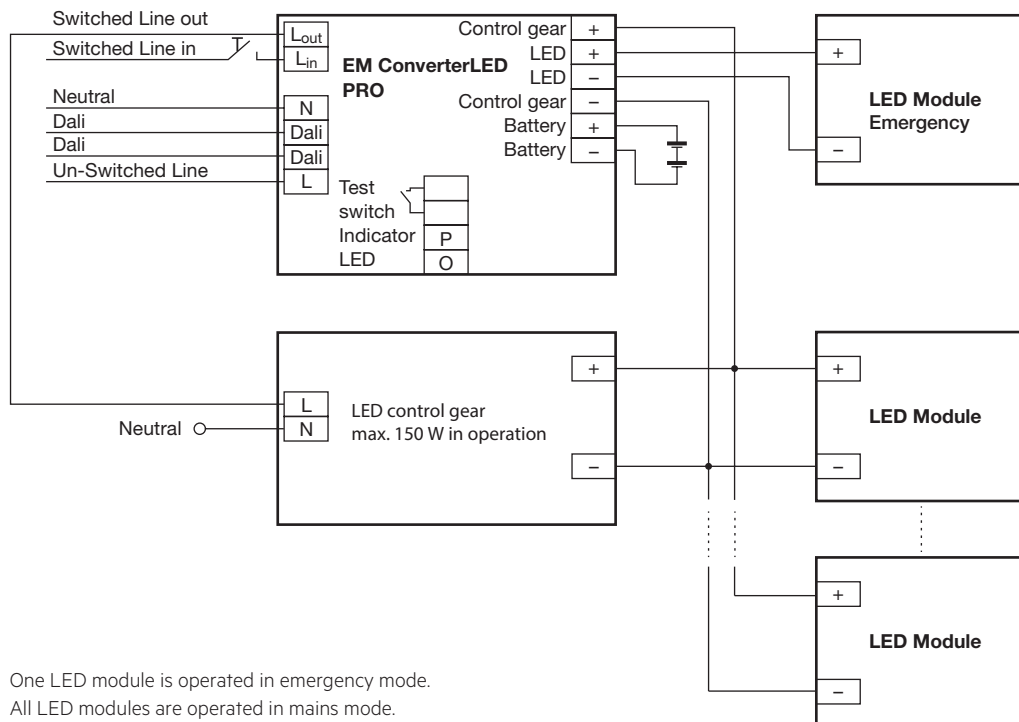 Switched Line out
Switched Line in
Neutral
Dali
Dali
Un-Switched Line
Lout
Lin
N
Dali
Dali
L
EM ConverterLED
PRO
Test
switch
Indicator P
LED O
Control gear +
LED +
LED –
Control gear –
Battery +
Battery –
+
–
LED Module
Emergency
Neutral
L
N
LED control gear
max. 150 W in operation
+
–
+
–
LED Module
+
–
LED Module
One LED module is operated in emergency mode.
All LED modules are operated in mains mode.